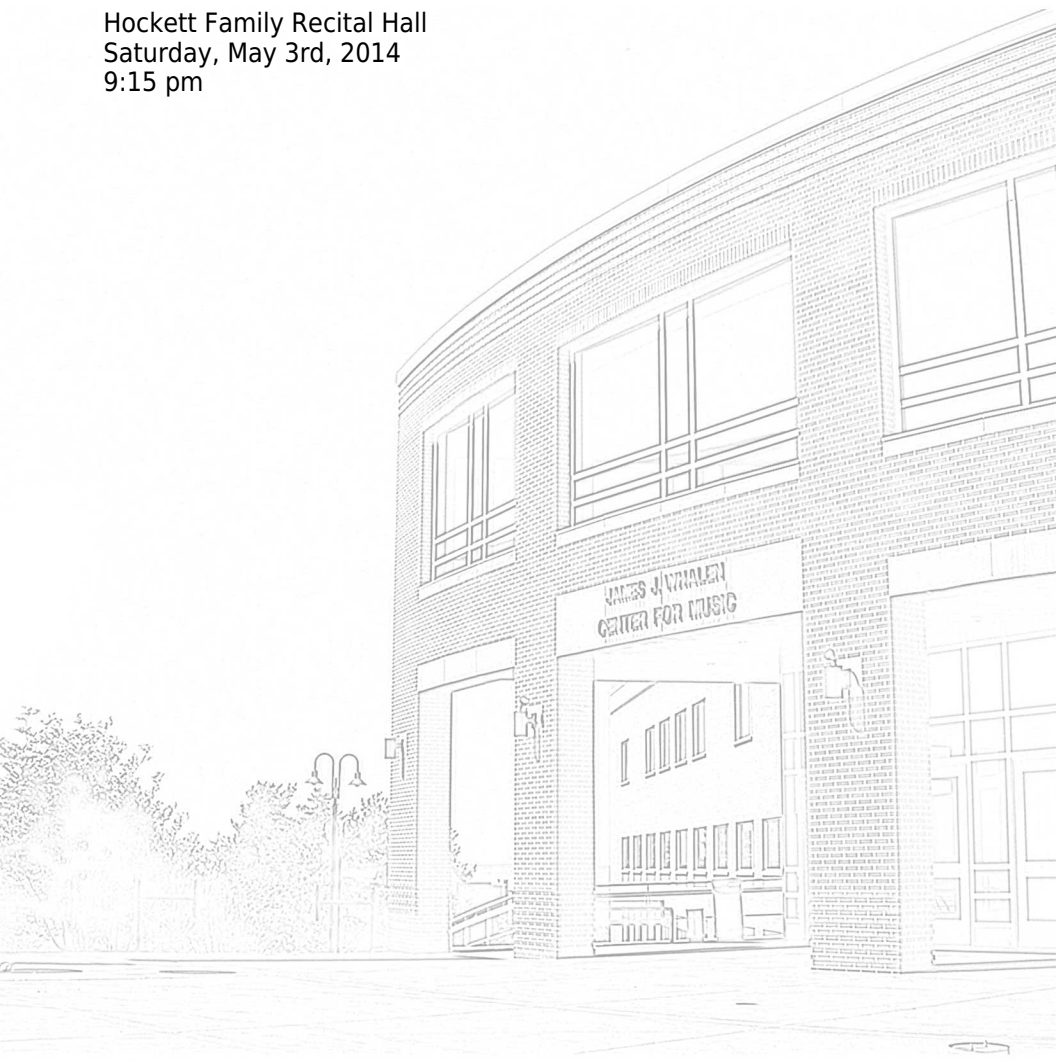 Hockett Family Recital Hall
Saturday, May 3rd, 2014
9:15 pm
JAMES J. WHALEN
CENTER FOR MUSIC